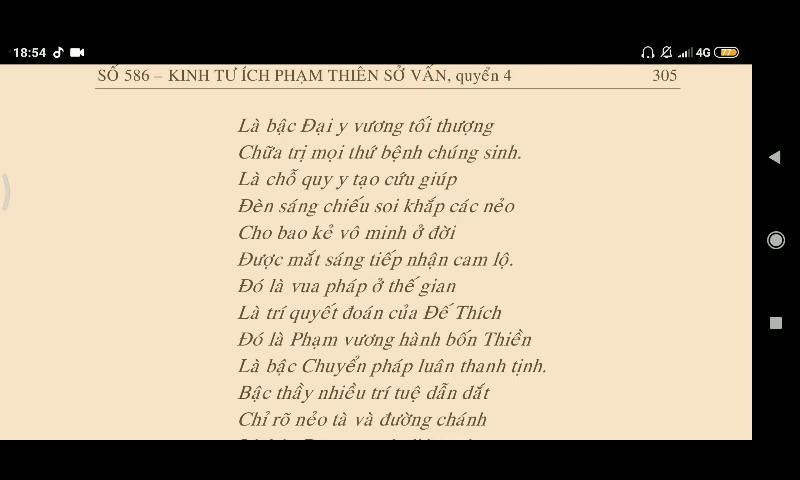 18:54
4G 77
SỐ 586 – KINH TƯ ÍCH PHẠM THIÊN SỞ VẤN, quyển 4 305
Là bậc Đại y vương tối thượng
Chữa trị mọi thứ bệnh chúng sinh.
Là chỗ quy y tạo cứu giúp
Đèn sáng chiếu soi khắp các nẻo
Cho bao kẻ vô minh ở đời
Được mắt sáng tiếp nhận cam lộ.
Đó là vua pháp ở thế gian
Là trí quyết đoán của Đế Thích
Đó là Phạm vương hành bốn Thiền
Là bậc Chuyển pháp luân thanh tịnh.
Bậc thầy nhiều trí tuệ dẫn dắt
Chỉ rõ nẻo tà và đường chánh